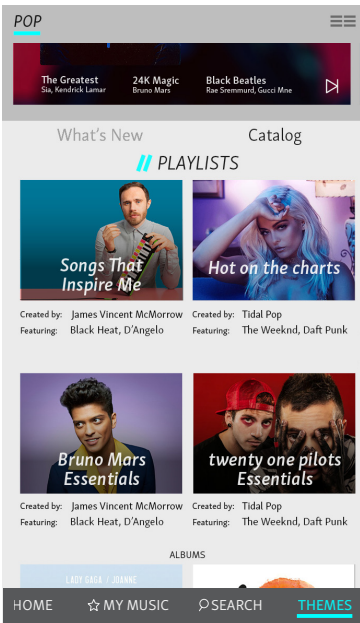 POP
The Greatest 24K Magic Black Beatles
Sia, Kendrick Lamar Bruno Mars Rae Sremmurd, Gucci Mne
What's New Catalog
// PLAYLISTS
Songs That
Inspire Me
Hot on the charts
Created by: James Vincent McMorrow Created by: Tidal Pop
Featuring: Black Heat, D'Angelo Featuring: The Weeknd, Daft Punk
Bruno Mars
Essentials
twenty one pilots
Essentials
Created by: James Vincent McMorrow Created by: Tidal Pop
Featuring: Black Heat, D'Angelo Featuring: The Weeknd, Daft Punk
ALBUMS
LADY GAGA / JOANNE
HOME MY MUSIC SEARCH THEMES